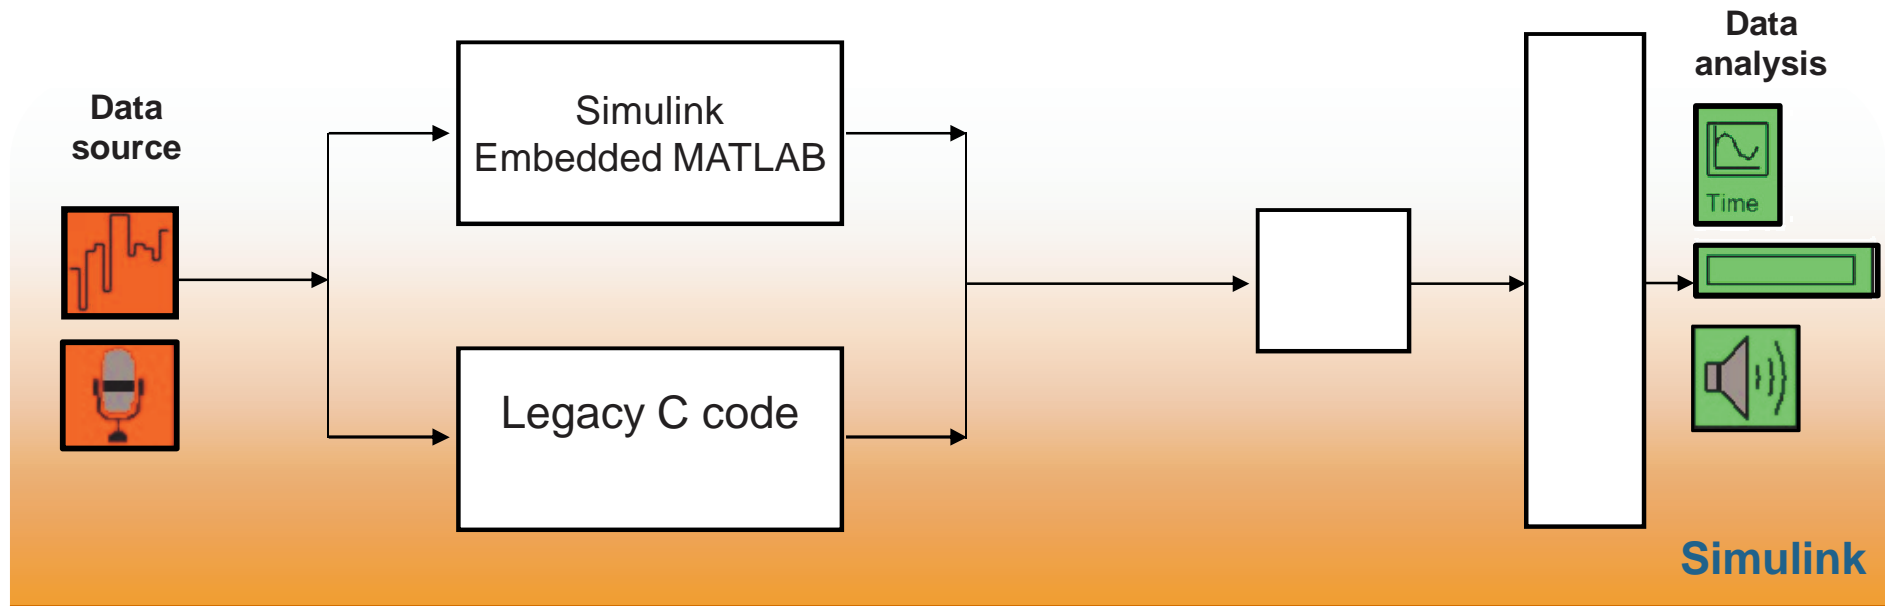 Data
source
Simulink
Embedded MATLAB
Legacy C code
Data
analysis
Time
Simulink